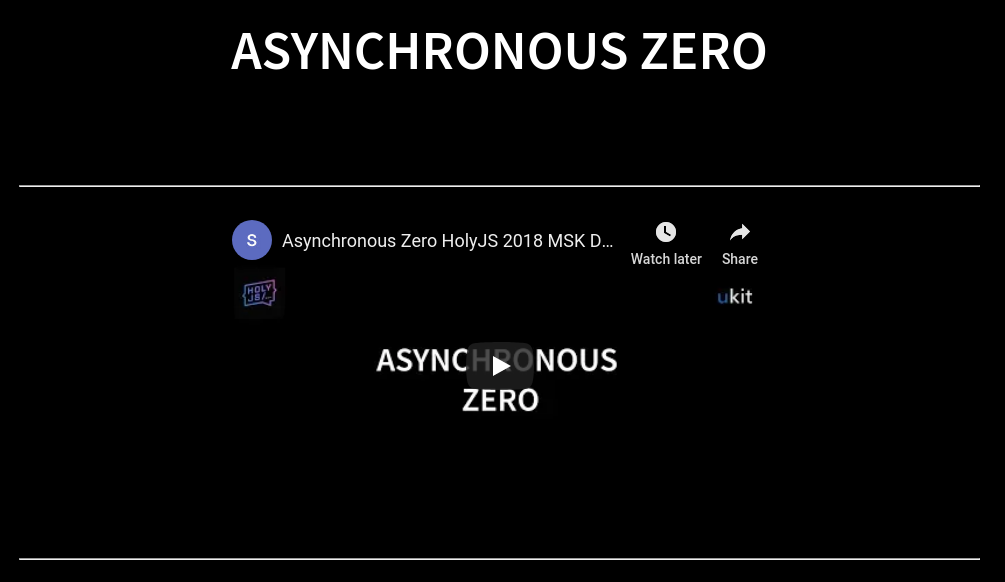 ASYNCHRONOUS ZERO
S
Asynchronous Zero HolyJS 2018 MSK D...
Watch later
Share
HOLY
JS/...
ukit
ASYNCHRONOUS
ZERO